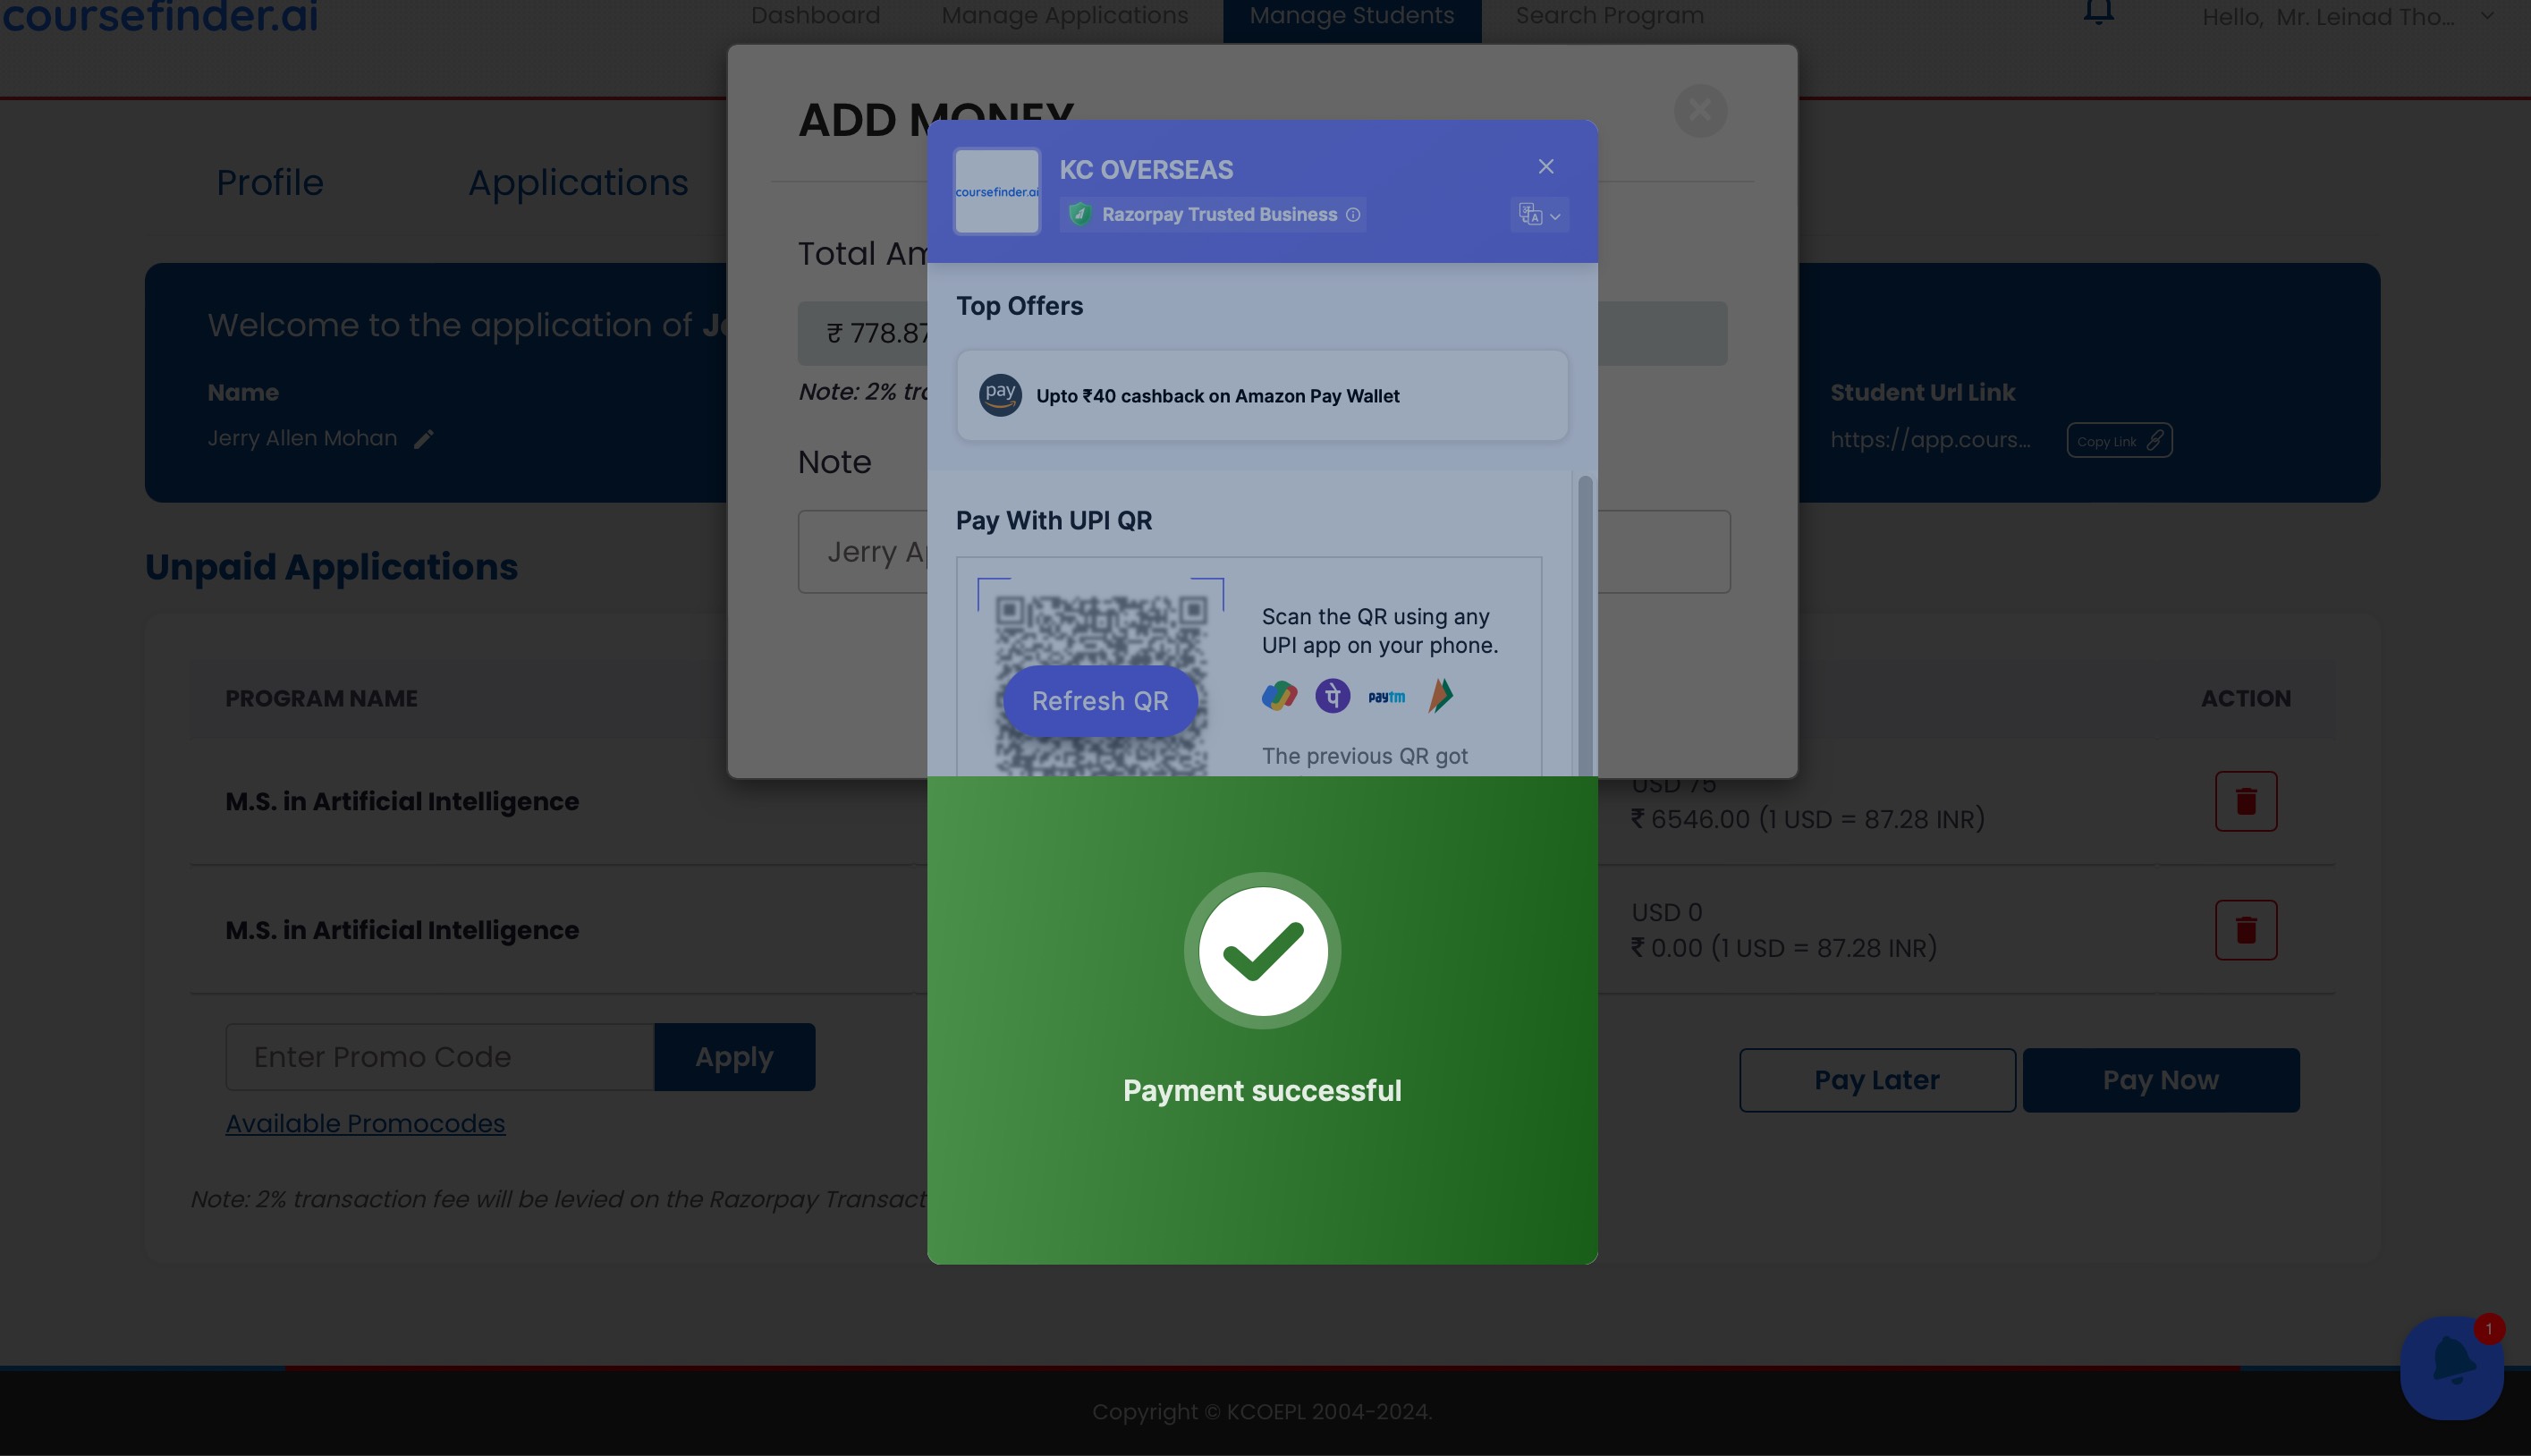 coursefinder.ai
Dashboard
Manage Applications
Manage Students
Search Program
Hello, Mr. Leinad Tho...
ADD MONEY
Profile
Applications
KC OVERSEAS
coursefinder.ai
Razorpay Trusted Business
Total Am
₹ 778.87
Note: 2% tra
Top Offers
pay
Upto ₹40 cashback on Amazon Pay Wallet
Welcome to the application of Je
Name
Jerry Allen Mohan
Student Url Link
https://app.cours...
Copy Link
Note
Jerry Ap
Pay With UPI QR
Scan the QR using any
UPI app on your phone.
पे
paytm
Refresh QR
The previous QR got
Unpaid Applications
PROGRAM NAME
ACTION
M.S. in Artificial Intelligence
USD 75
₹ 6546.00 (1 USD = 87.28 INR)
M.S. in Artificial Intelligence
USD 0
₹ 0.00 (1 USD = 87.28 INR)
Payment successful
Enter Promo Code
Apply
Available Promocodes
Pay Later
Pay Now
Note: 2% transaction fee will be levied on the Razorpay Transact
1
Copyright © KCOEPL 2004-2024.